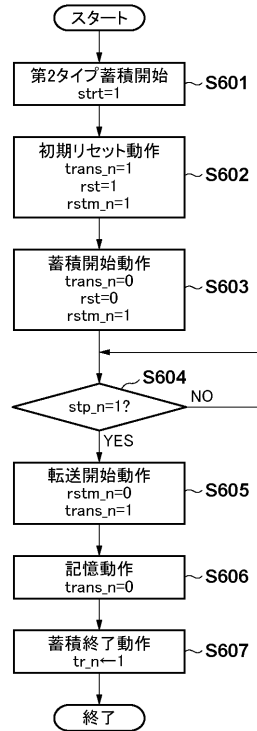 スタート
第2タイプ蓄積開始
strt=1
S601
初期リセット動作
trans_n=1
rst=1
rstm_n=1
S602
蓄積開始動作
trans_n=0
rst=0
rstm_n=1
S603
S604
stp_n=1?
NO
YES
転送開始動作
rstm_n=0
trans_n=1
S605
記憶動作
trans_n=0
S606
蓄積終了動作
tr_n←1
S607
終了